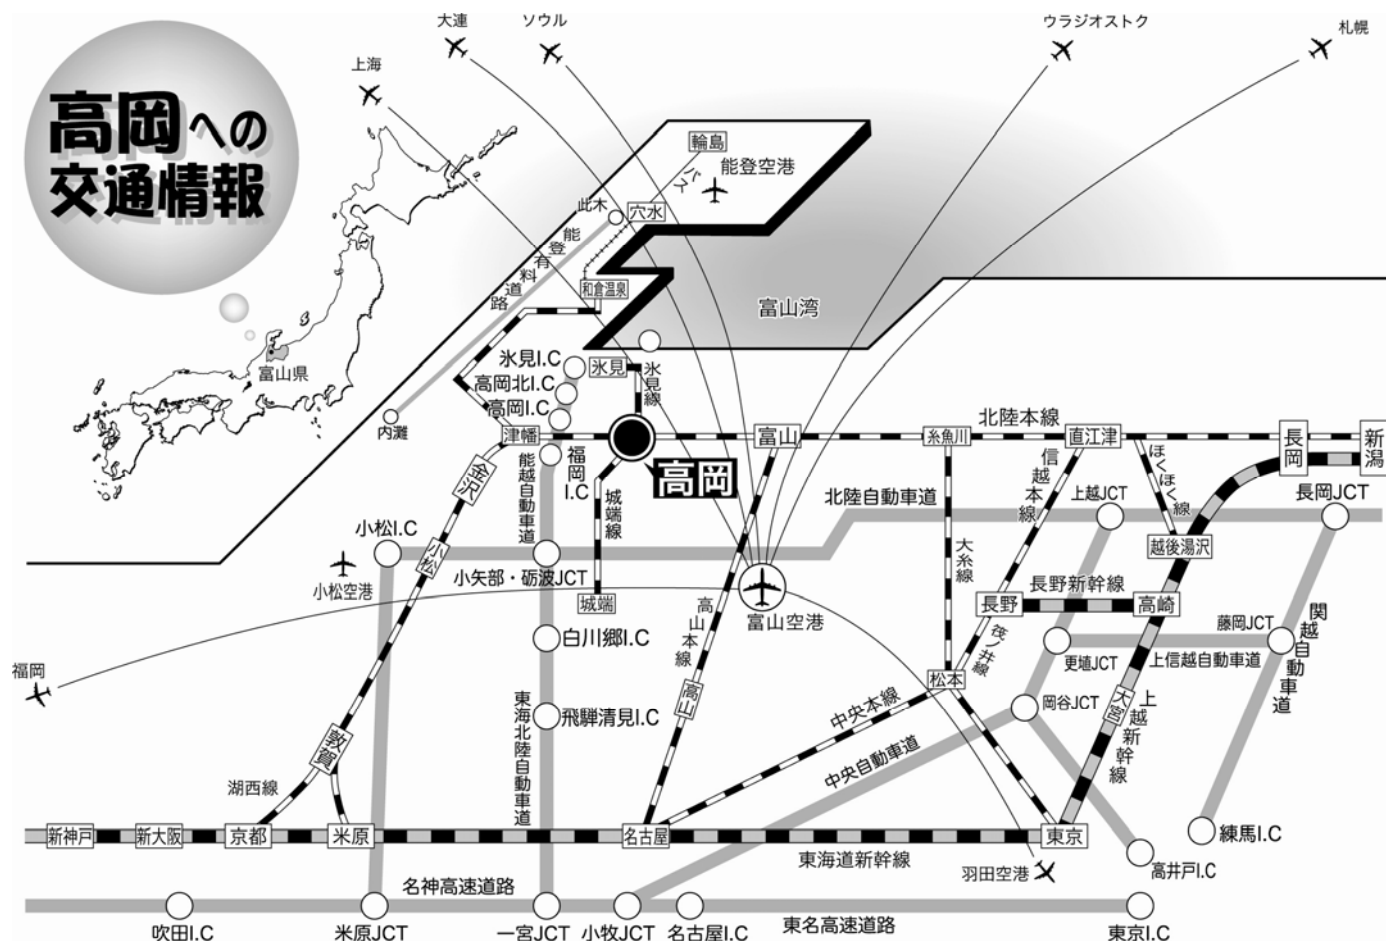 大連
ソウル
ウラジオストク
札幌
上海
高岡への
交通情報
輪島
バス
能登空港
此木
穴水
能登有料道路
和倉温泉
富山湾
富山県
氷見I.C
氷見
氷見線
高岡北I.C
高岡I.C
内灘
津幡
富山
糸魚川
北陸本線
直江津
長岡
新潟
金沢
能越自動車道
福岡I.C
高岡
城端線
信越本線
ほくほく線
上越JCT
長岡JCT
北陸自動車道
小松I.C
小松
小松空港
小矢部・砺波JCT
城端
大糸線
越後湯沢
長野新幹線
長野
高崎
富山空港
高山本線
白川郷I.C
篠ノ井線
藤岡JCT
関越自動車道
更埴JCT
上信越自動車道
福岡
高山
松本
岡谷JCT
大宮
上越新幹線
飛騨清見I.C
東海北陸自動車道
中央本線
中央自動車道
敦賀
湖西線
新神戸
新大阪
京都
米原
名古屋
東京
練馬I.C
東海道新幹線
羽田空港
高井戸I.C
名神高速道路
東名高速道路
吹田I.C
米原JCT
一宮JCT
小牧JCT
名古屋I.C
東京I.C